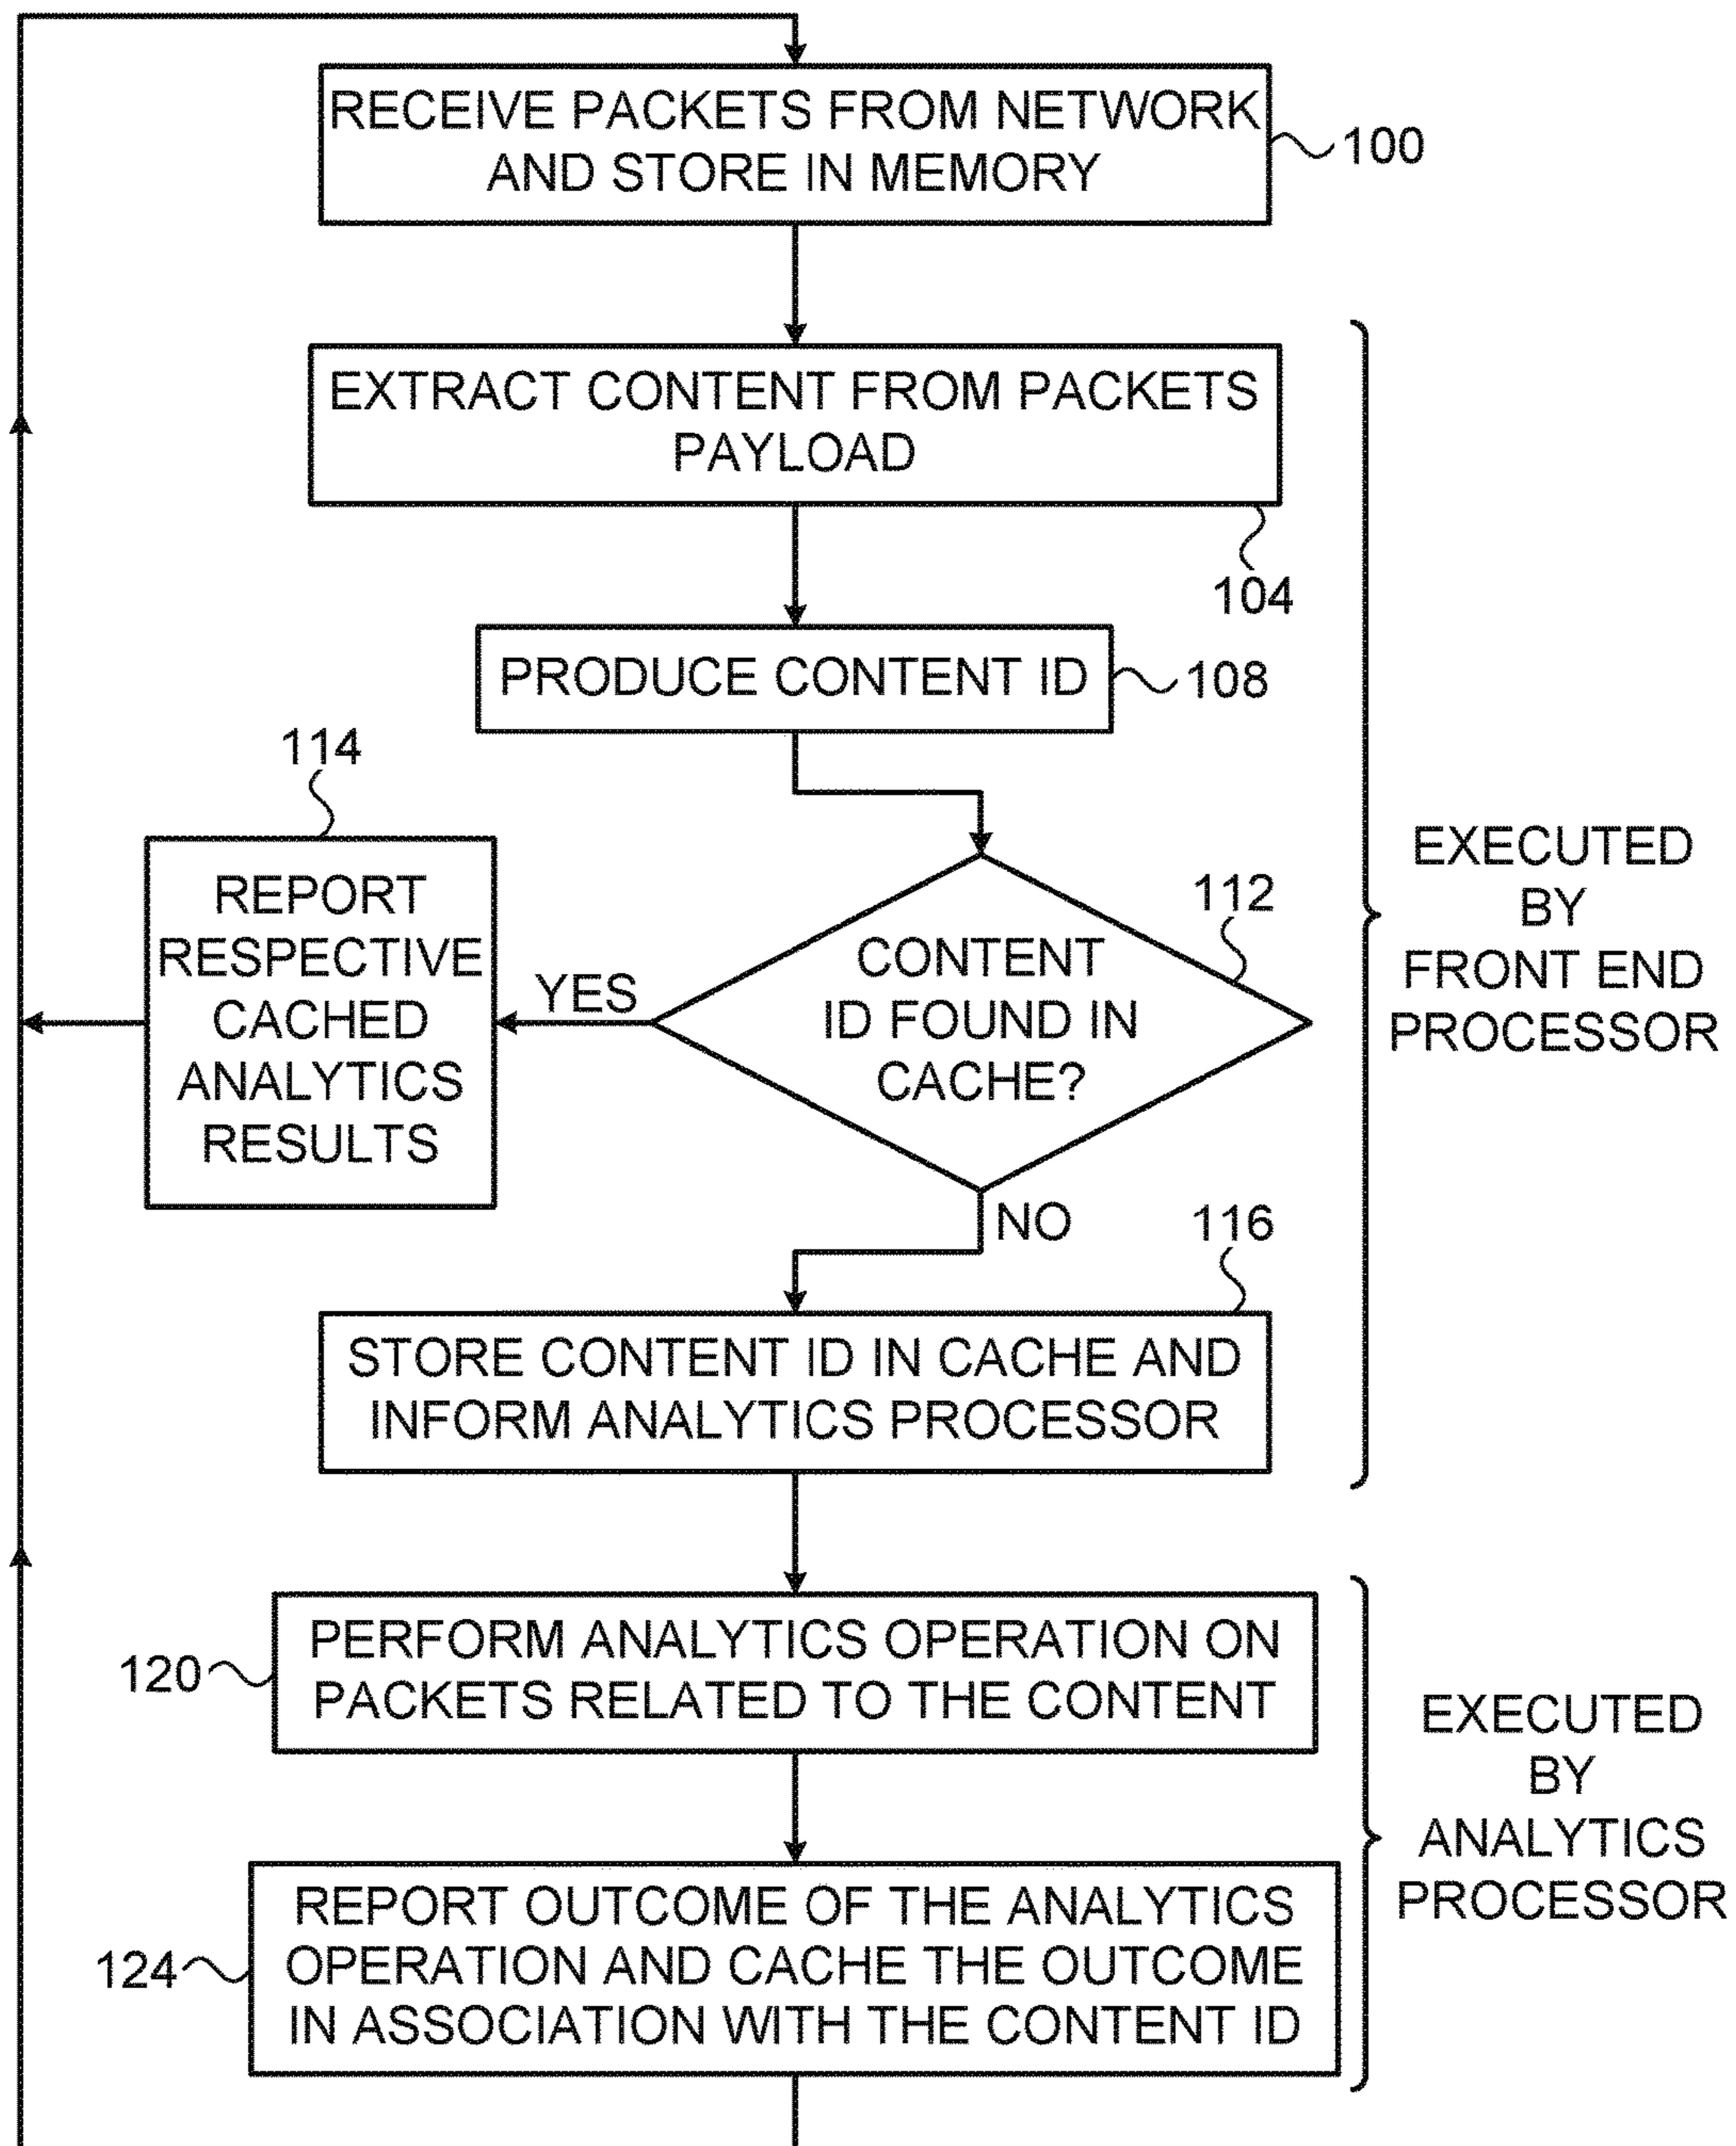 RECEIVE PACKETS FROM NETWORK
AND STORE IN MEMORY
100
EXTRACT CONTENT FROM PACKETS
PAYLOAD
104
PRODUCE CONTENT ID
108
114
REPORT
RESPECTIVE
CACHED
ANALYTICS
RESULTS
YES
112
CONTENT
ID FOUND IN
CACHE?
NO
116
STORE CONTENT ID IN CACHE AND
INFORM ANALYTICS PROCESSOR
EXECUTED
BY
FRONT END
PROCESSOR
120
PERFORM ANALYTICS OPERATION ON
PACKETS RELATED TO THE CONTENT
124
REPORT OUTCOME OF THE ANALYTICS
OPERATION AND CACHE THE OUTCOME
IN ASSOCIATION WITH THE CONTENT ID
EXECUTED
BY
ANALYTICS
PROCESSOR